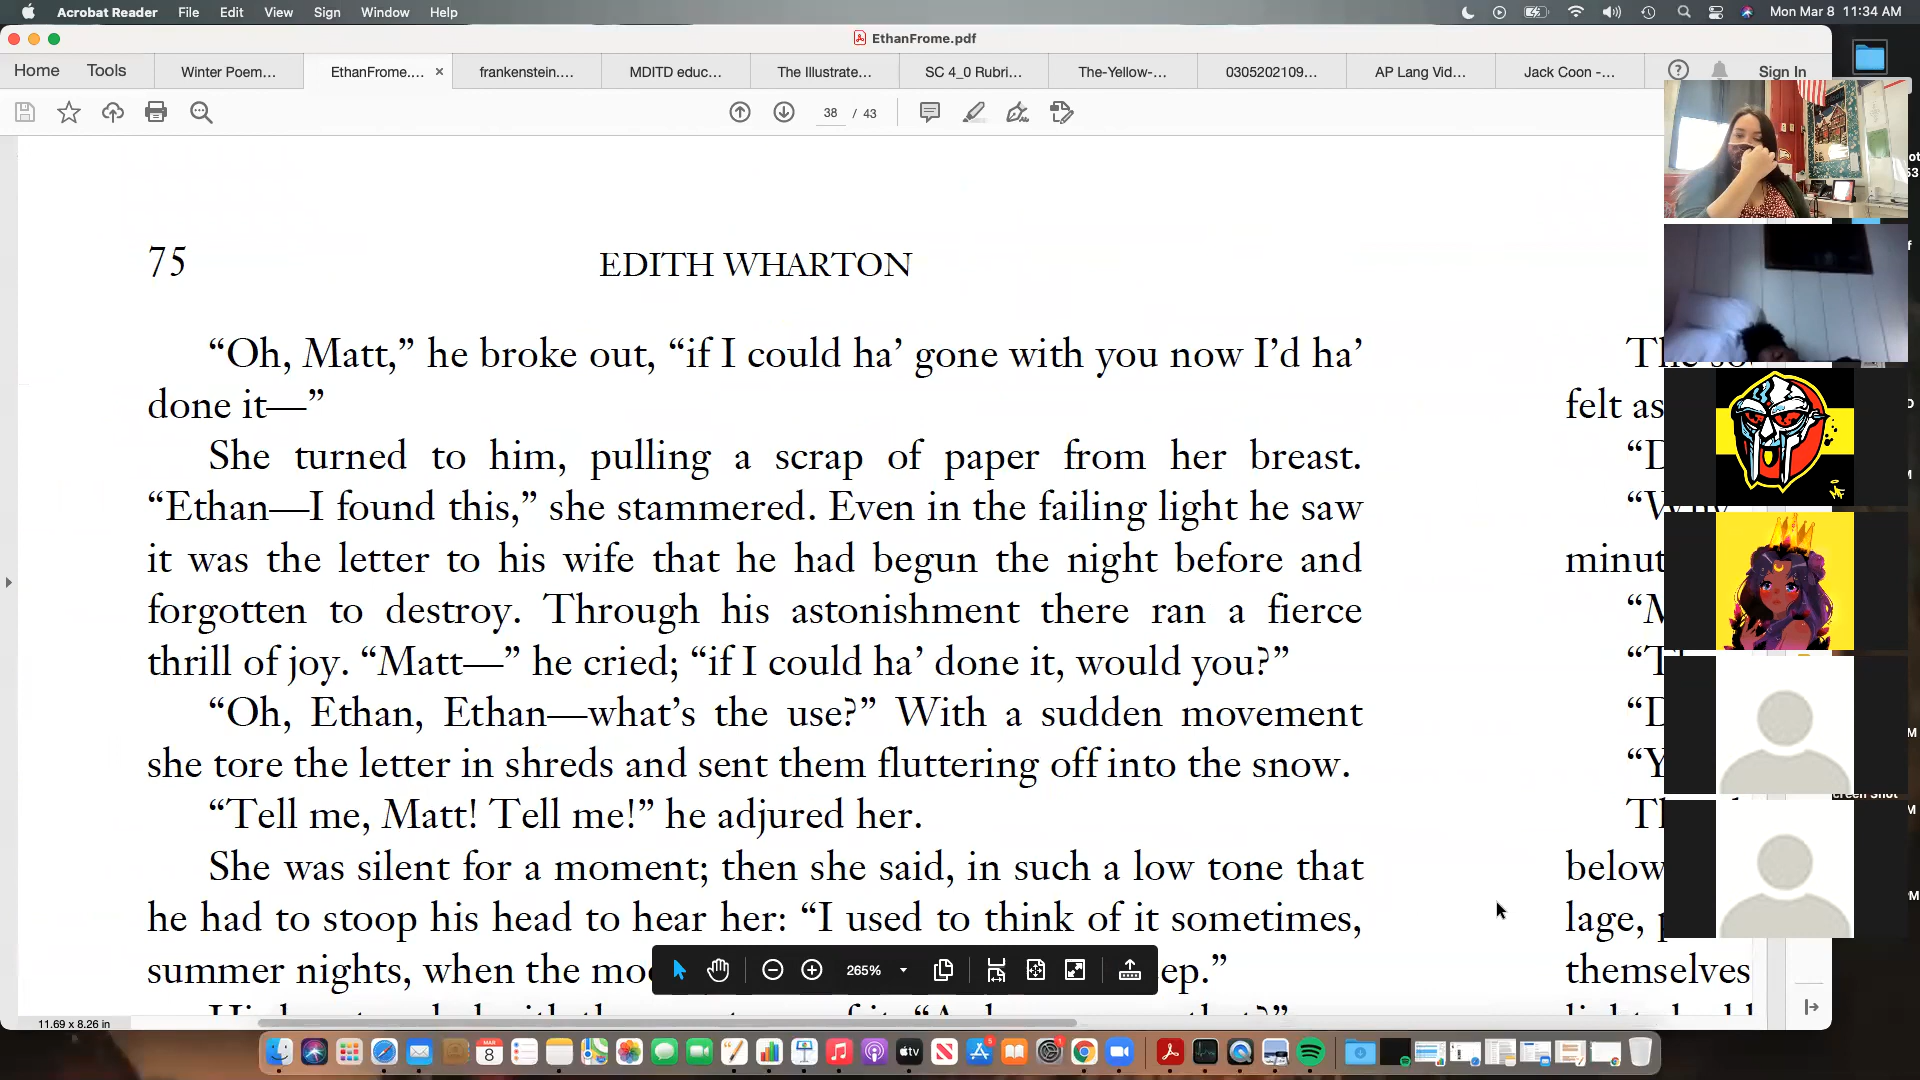 Acrobat Reader File Edit View Sign Window Help
Mon Mar 8 11:34 AM
EthanFrome.pdf
Home Tools
Winter Poem...
EthanFrome....
frankenstein....
MDITD educ...
The Illustrate...
SC 4_0 Rubri...
The-Yellow-...
0305202109...
AP Lang Vid...
Jack Coon -...
Sign In
38 / 43
75 EDITH WHARTON
“Oh, Matt,” he broke out, “if I could ha’ gone with you now I’d ha’
done it—”
She turned to him, pulling a scrap of paper from her breast.
“Ethan—I found this,” she stammered. Even in the failing light he saw
it was the letter to his wife that he had begun the night before and
forgotten to destroy. Through his astonishment there ran a fierce
thrill of joy. “Matt—” he cried; “if I could ha’ done it, would you?”
“Oh, Ethan, Ethan—what’s the use?” With a sudden movement
she tore the letter in shreds and sent them fluttering off into the snow.
“Tell me, Matt! Tell me!” he adjured her.
She was silent for a moment; then she said, in such a low tone that
he had to stoop his head to hear her: “I used to think of it sometimes,
summer nights, when the
felt as
minut
below
lage,
themselves
265%
11.69 x 8.26 in
MAR
8